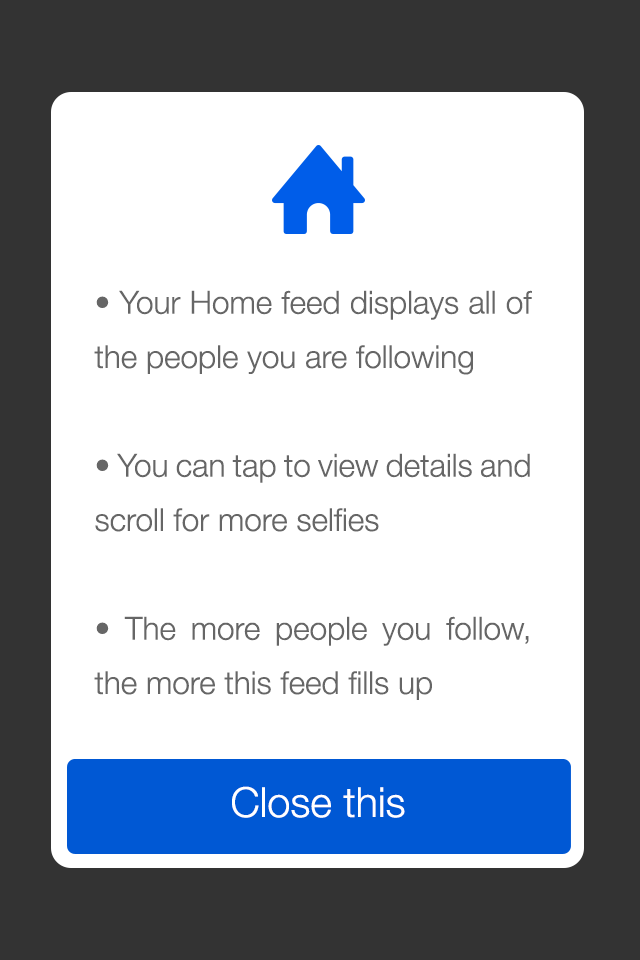 • Your Home feed displays all of
the people you are following
• You can tap to view details and
scroll for more selfies
• The more people you follow,
the more this feed fills up
Close this